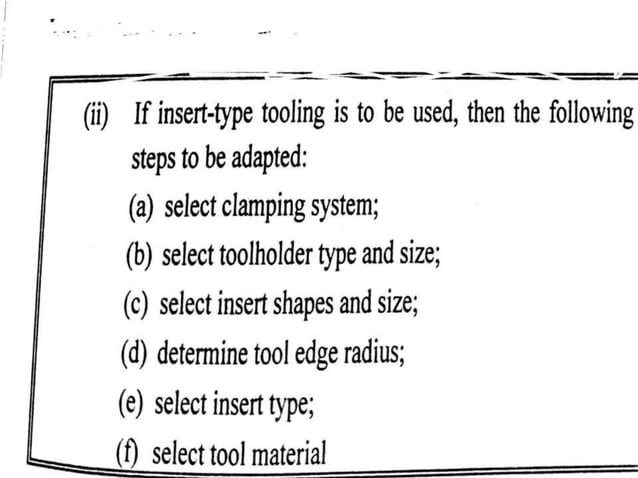 (ii) If insert-type tooling is to be used, then the following
steps to be adapted:
(a) select clamping system;
(b) select toolholder type and size;
(c) select insert shapes and size;
(d) determine tool edge radius;
(e) select insert type;
(f) select tool material